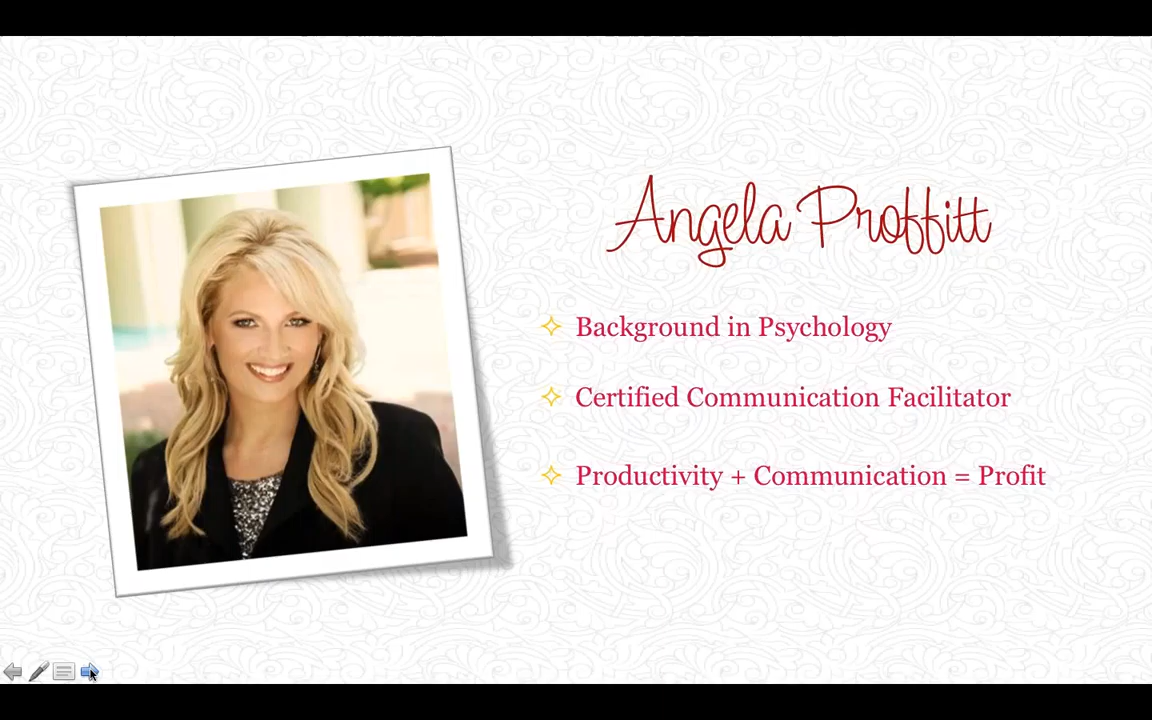 Angela Proffitt
Background in Psychology
Certified Communication Facilitator
Productivity + Communication = Profit